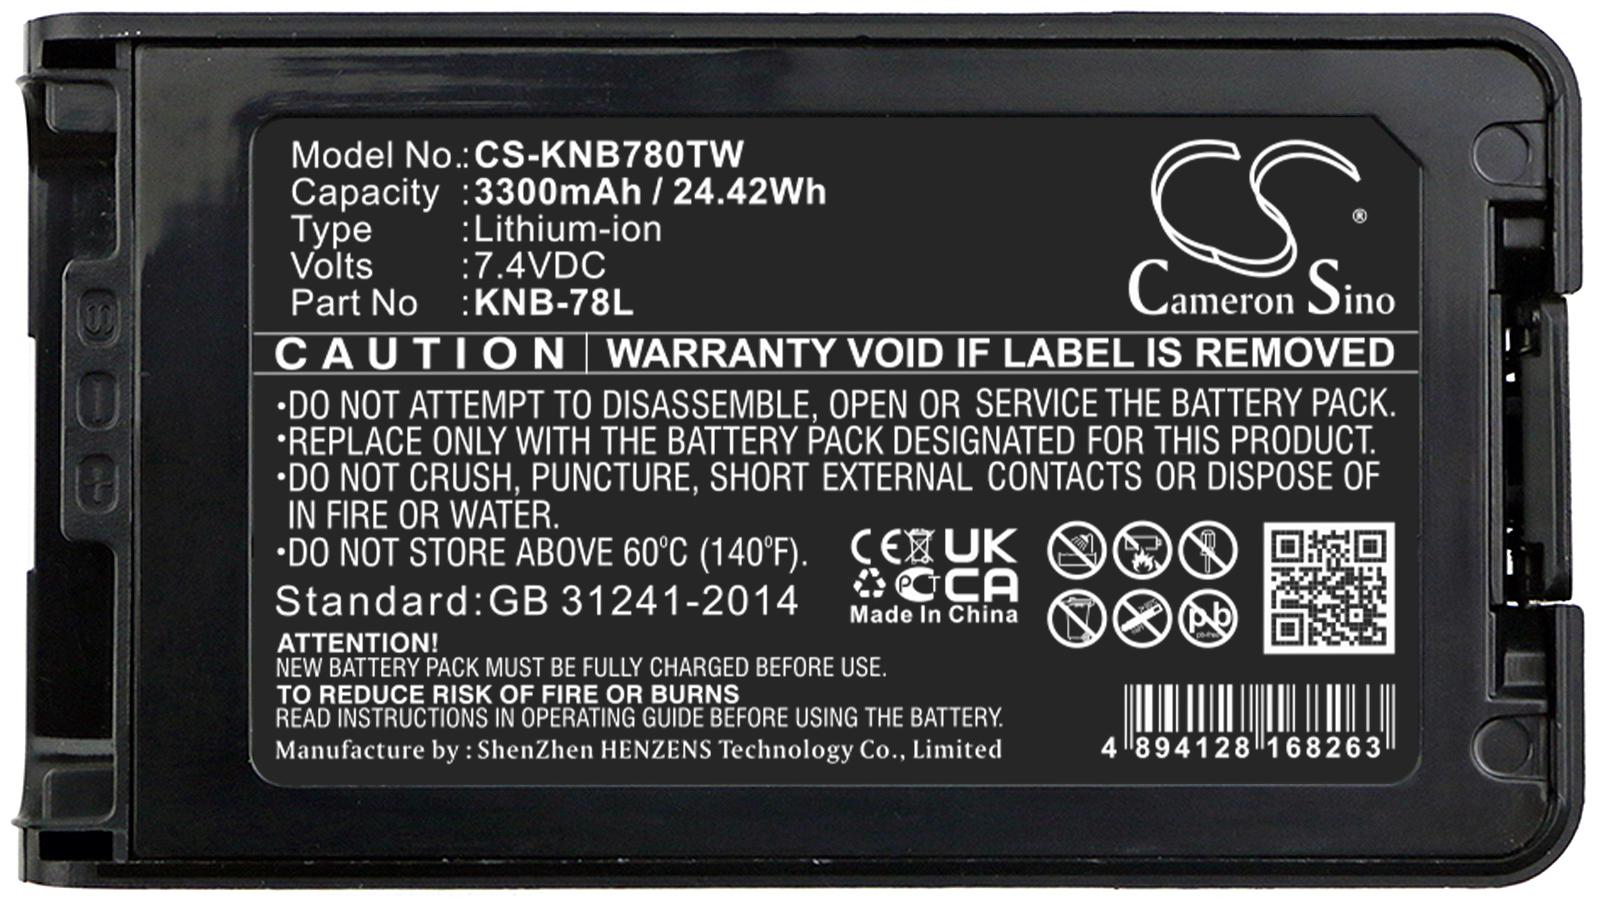 Model No.: CS-KNB780TW
Capacity : 3300mAh / 24.42Wh
Type : Lithium-ion
Volts : 7.4VDC
Part No : KNB-78L
CS ®
Cameron Sino
CAUTION WARRANTY VOID IF LABEL IS REMOVED
•DO NOT ATTEMPT TO DISASSEMBLE, OPEN OR SERVICE THE BATTERY PACK.
•REPLACE ONLY WITH THE BATTERY PACK DESIGNATED FOR THIS PRODUCT.
•DO NOT CRUSH, PUNCTURE, SHORT EXTERNAL CONTACTS OR DISPOSE OF
IN FIRE OR WATER.
•DO NOT STORE ABOVE 60°C (140°F).
Standard:GB 31241-2014
CE UK
PCT CA
Made In China
pb
pb-free
ATTENTION!
NEW BATTERY PACK MUST BE FULLY CHARGED BEFORE USE.
TO REDUCE RISK OF FIRE OR BURNS
READ INSTRUCTIONS IN OPERATING GUIDE BEFORE USING THE BATTERY.
Manufacture by : ShenZhen HENZENS Technology Co., Limited
4 894128 168263